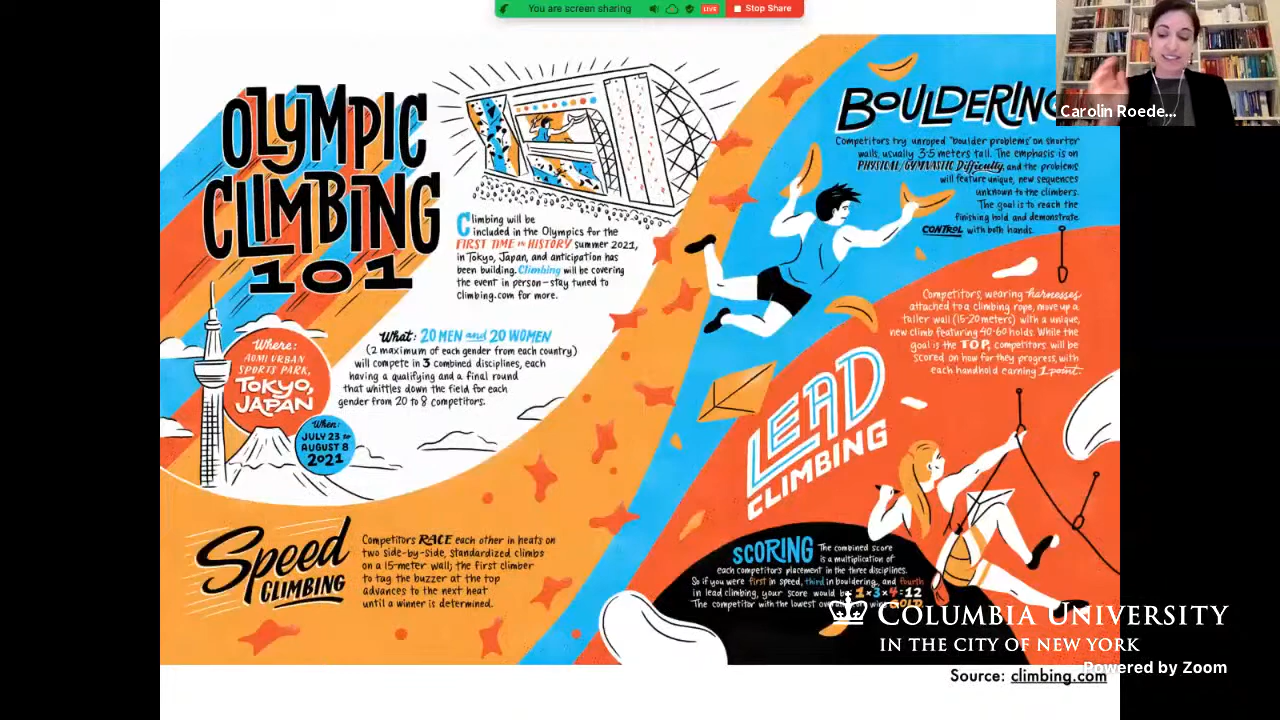 You are screen sharing
LIVE
Stop Share
Carolin Roede...
OLYMPIC
CLIMBING
101
Climbing will be
included in the Olympics for the
FIRST TIME IN HISTORY summer 2021,
in Tokyo, Japan, and anticipation has
been building. Climbing will be covering
the event in person—stay tuned to
Climbing.com for more.
Where:
AOMI URBAN
SPORTS PARK,
TOKYO,
JAPAN
When:
JULY 23 to
AUGUST 8
2021
What: 20 MEN and 20 WOMEN
(2 maximum of each gender from each country)
will compete in 3 combined disciplines, each
having a qualifying and a final round
that whittles down the field for each
gender from 20 to 8 competitors.
Speed
CLIMBING
Competitors RACE each other in heats on
two side-by-side, standardized climbs
on a 15-meter wall; the first climber
to tag the buzzer at the top
advances to the next heat
until a winner is determined.
BOULDERING
Competitors try unroped "boulder problems" on shorter
walls, usually 3-5 meters tall. The emphasis is on
PHYSICAL/GYMNASTIC Difficulty, and the problems
will feature unique, new sequences
unknown to the climbers.
The goal is to reach the
finishing hold and demonstrate
CONTROL with both hands.
LEAD
CLIMBING
Competitors, wearing harnesses
attached to a climbing rope, move up a
taller wall (15-20 meters) with a unique,
new climb featuring 40-60 holds. While the
goal is the TOP, competitors will be
scored on how far they progress, with
each handhold earning 1 point.
SCORING The combined score
is a multiplication of
each competitors placement in the three disciplines.
So if you were first in speed, third in bouldering, and fourth
in lead climbing, your score would be 1×3×4=12
The competitor with the lowest overall score wins GOLD.
COLUMBIA UNIVERSITY
IN THE CITY OF NEW YORK
Powered by Zoom
Source: climbing.com